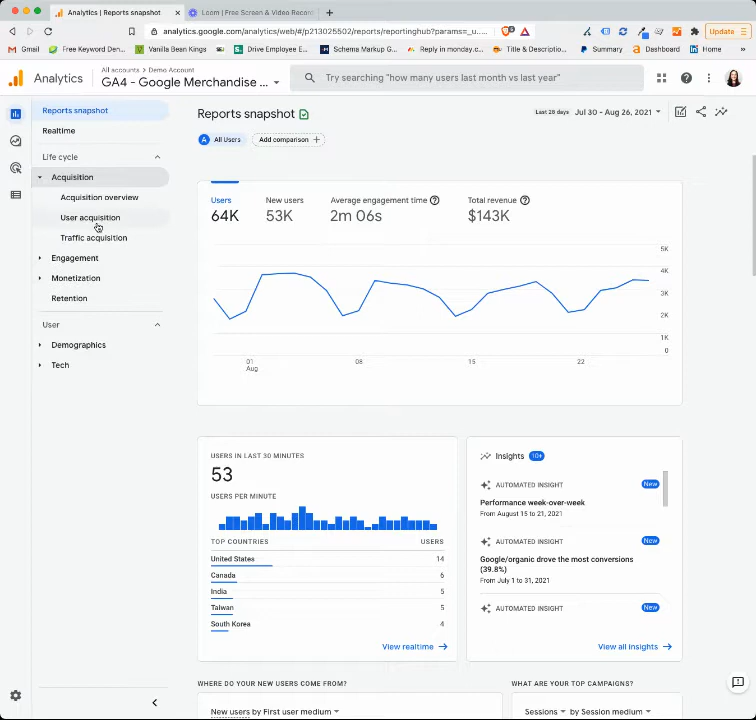 Analytics | Reports snapshot
Loom | Free Screen & Video Recor
analytics.google.com/analytics/web/#/p213025502/reports/reportinghub?params=_u...
Update
Gmail
Free Keyword Den...
Vanilla Bean Kings
Drive Employee E...
Schema Markup G...
Reply in monday.c...
Title & Descriptio...
Summary
Dashboard
Home
Analytics
All accounts > Demo Account
GA4 - Google Merchandise ...
Try searching "how many users last month vs last year"
Reports snapshot
Realtime
Life cycle
Acquisition
Acquisition overview
User acquisition
Traffic acquisition
Engagement
Monetization
Retention
User
Demographics
Tech
Reports snapshot
Last 28 days Jul 30 - Aug 26, 2021
A All Users
Add comparison +
Users New users Average engagement time Total revenue
64K 53K 2m 06s $143K
5K
4K
3K
2K
1K
0
01 08 15 22
Aug
USERS IN LAST 30 MINUTES
53
USERS PER MINUTE
TOP COUNTRIES USERS
United States 14
Canada 6
India 5
Taiwan 5
South Korea 4
View realtime
Insights 10+
AUTOMATED INSIGHT New
Performance week-over-week
From August 15 to 21, 2021
AUTOMATED INSIGHT New
Google/organic drove the most conversions
(39.8%)
From July 1 to 31, 2021
AUTOMATED INSIGHT New
View all insights
WHERE DO YOUR NEW USERS COME FROM?
New users by First user medium
WHAT ARE YOUR TOP CAMPAIGNS?
Sessions by Session medium